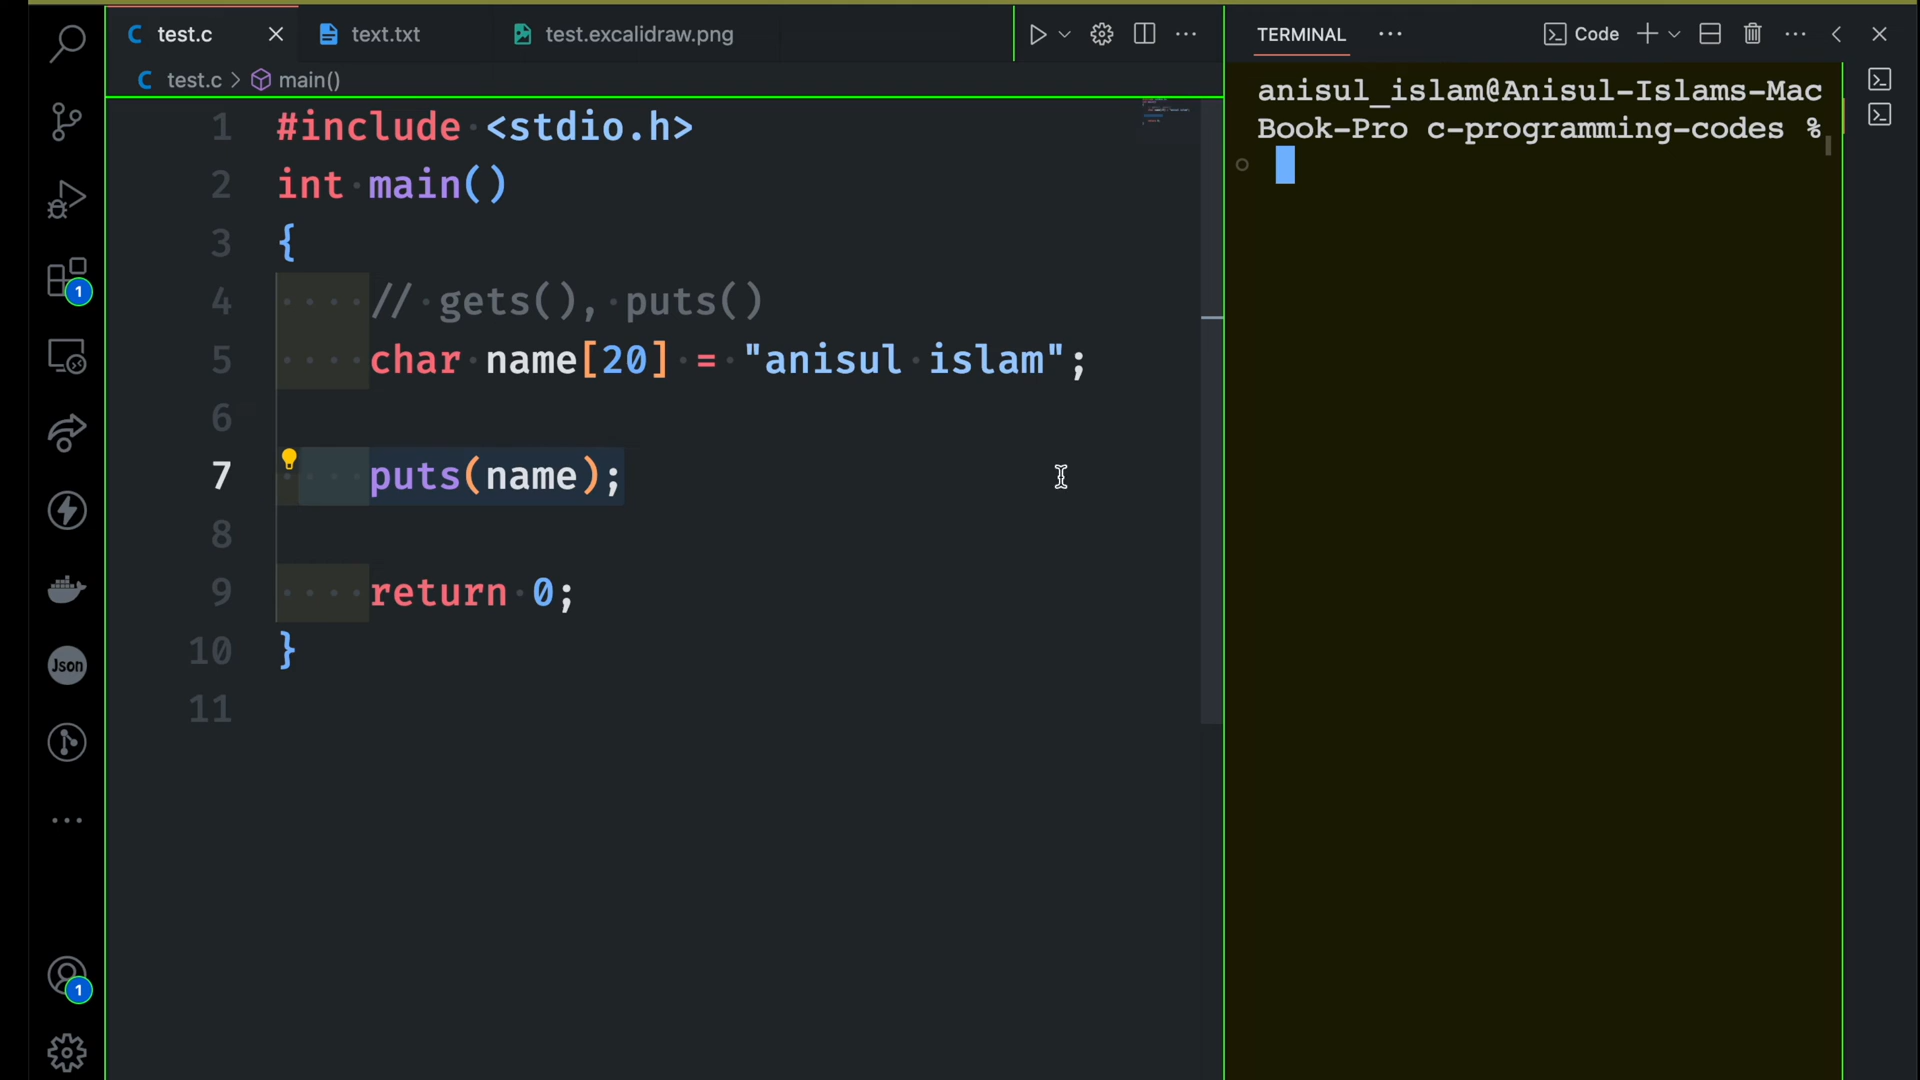 test.c
text.txt
test.excalidraw.png
test.c > main()
1 #include <stdio.h>
2 int main()
3 {
4 // gets(), puts()
5 char name[20] = "anisul islam";
6
7 puts(name);
8
9 return 0;
10 }
11
1
Json
1
TERMINAL
Code
anisul_islam@Anisul-Islams-Mac
Book-Pro c-programming-codes %